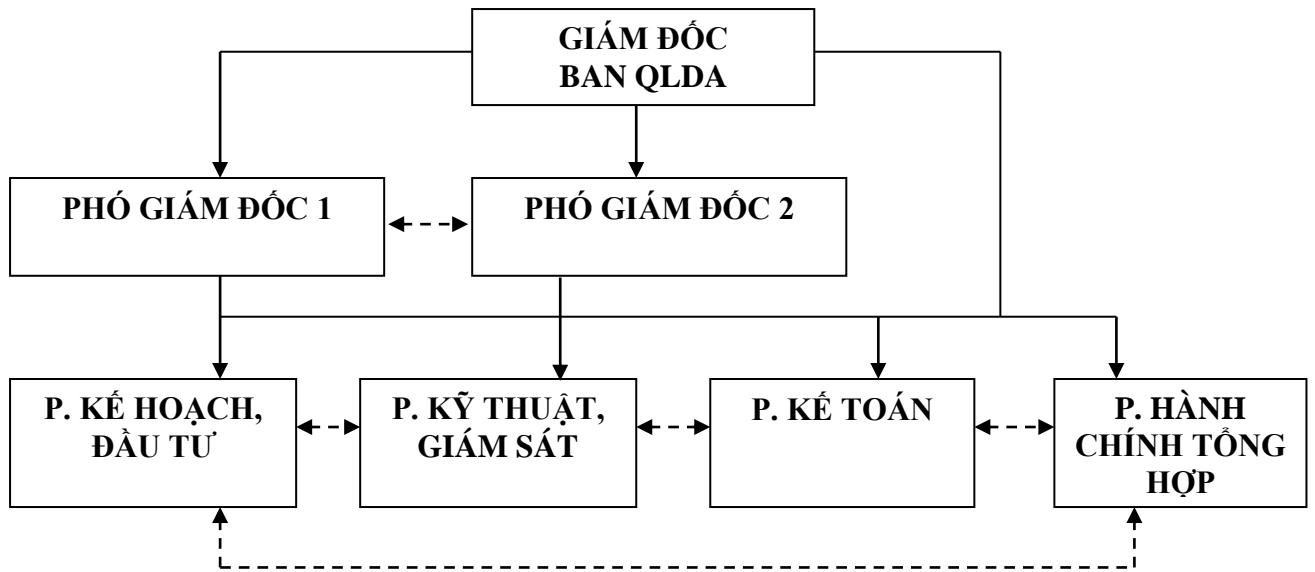 GIÁM ĐỐC
BAN QLDA
PHÓ GIÁM ĐỐC 1
PHÓ GIÁM ĐỐC 2
P. KẾ HOẠCH,
ĐẦU TƯ
P. KỸ THUẬT,
GIÁM SÁT
P. KẾ TOÁN
P. HÀNH
CHÍNH TỔNG
HỢP